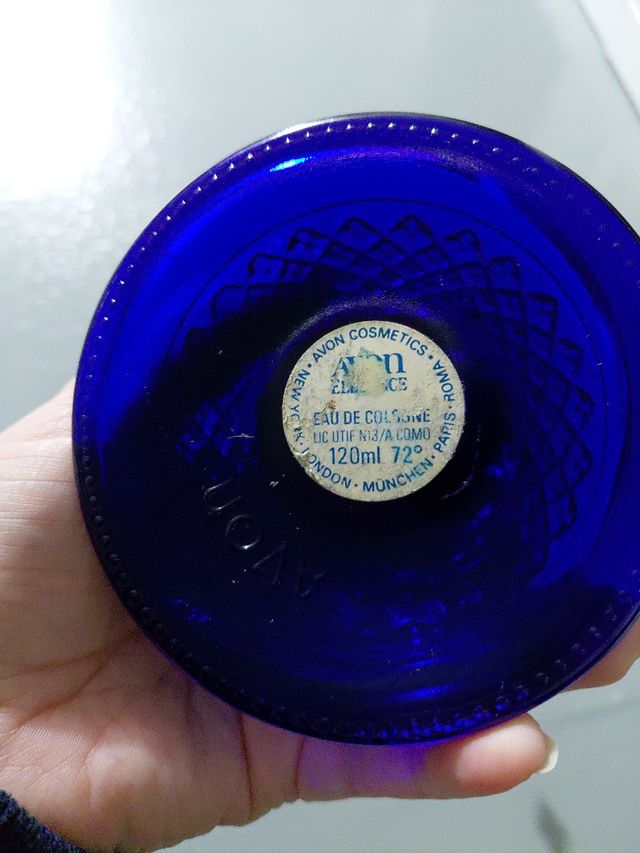 AVON COSMETICS • ROMA • PARIS • MÜNCHEN • LONDON • NEW YORK •
Avon
EAU DE COLOGNE
LIC UTIF N13/A COMO
120ml 72°
AVON